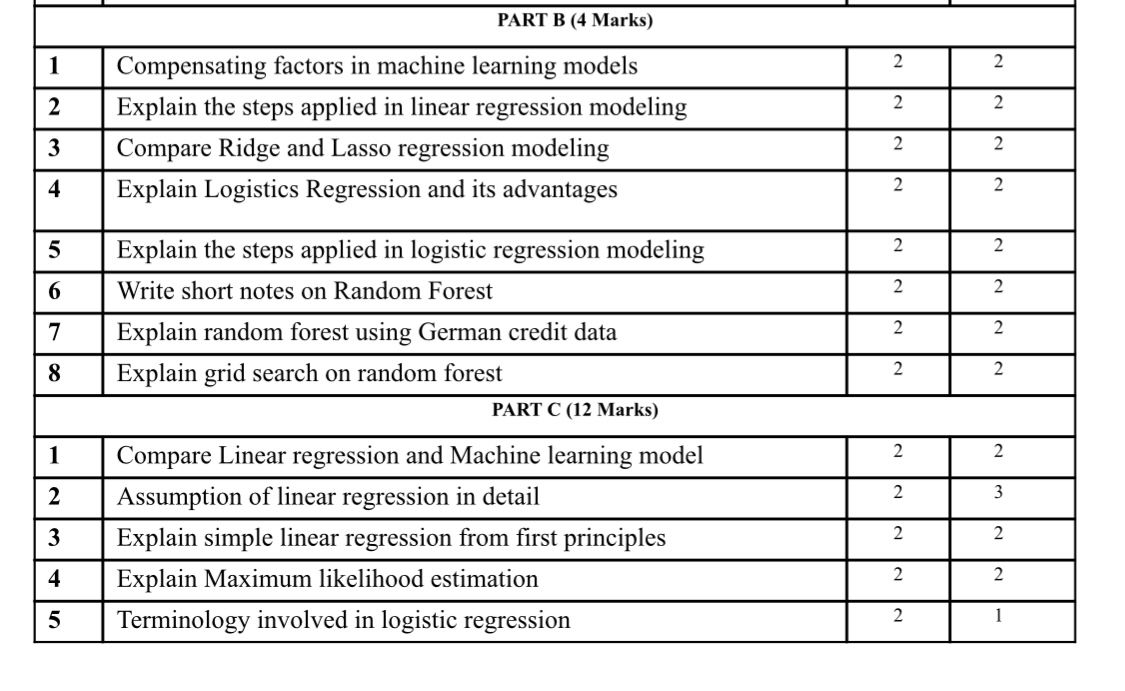 PART B (4 Marks)
1 Compensating factors in machine learning models 2 2
2 Explain the steps applied in linear regression modeling 2 2
3 Compare Ridge and Lasso regression modeling 2 2
4 Explain Logistics Regression and its advantages 2 2
5 Explain the steps applied in logistic regression modeling 2 2
6 Write short notes on Random Forest 2 2
7 Explain random forest using German credit data 2 2
8 Explain grid search on random forest 2 2
PART C (12 Marks)
1 Compare Linear regression and Machine learning model 2 2
2 Assumption of linear regression in detail 2 3
3 Explain simple linear regression from first principles 2 2
4 Explain Maximum likelihood estimation 2 2
5 Terminology involved in logistic regression 2 1